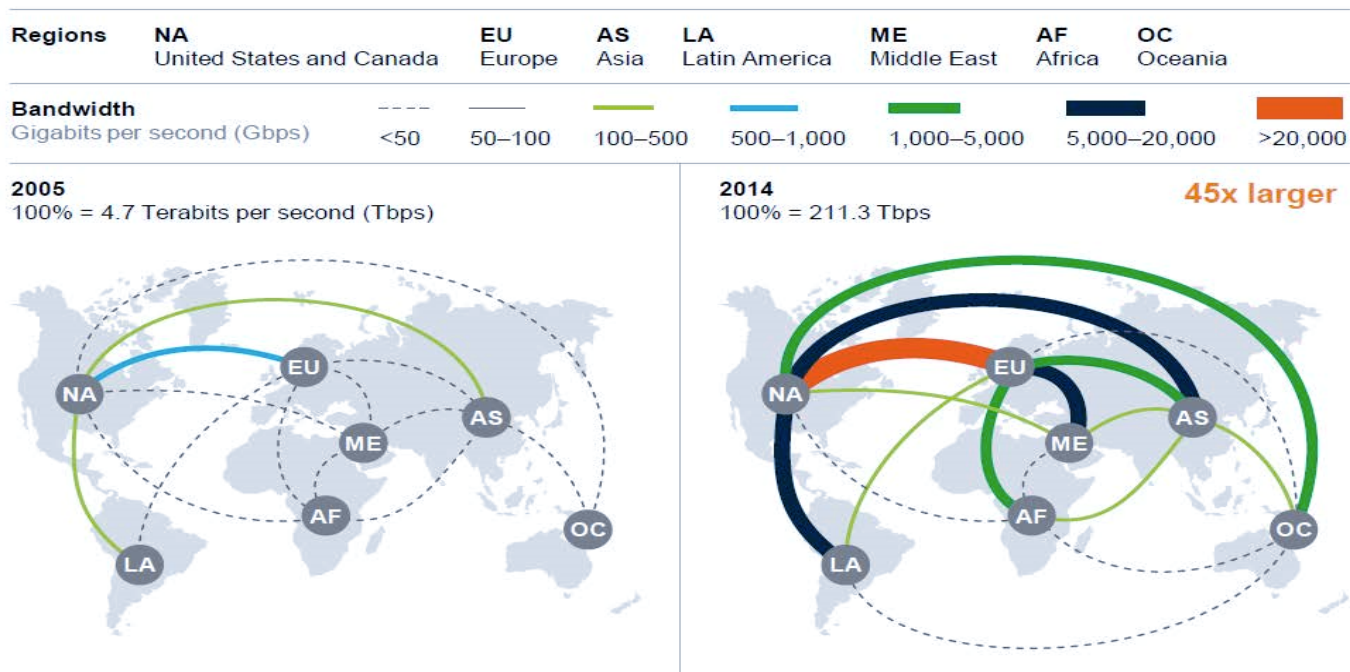 Regions NA EU AS LA ME AF OC
United States and Canada Europe Asia Latin America Middle East Africa Oceania
Bandwidth
Gigabits per second (Gbps) <50 50–100 100–500 500–1,000 1,000–5,000 5,000–20,000 >20,000
2005
100% = 4.7 Terabits per second (Tbps)
NA
EU
AS
ME
AF
OC
LA
2014
45x larger
100% = 211.3 Tbps
NA
EU
AS
ME
AF
OC
LA